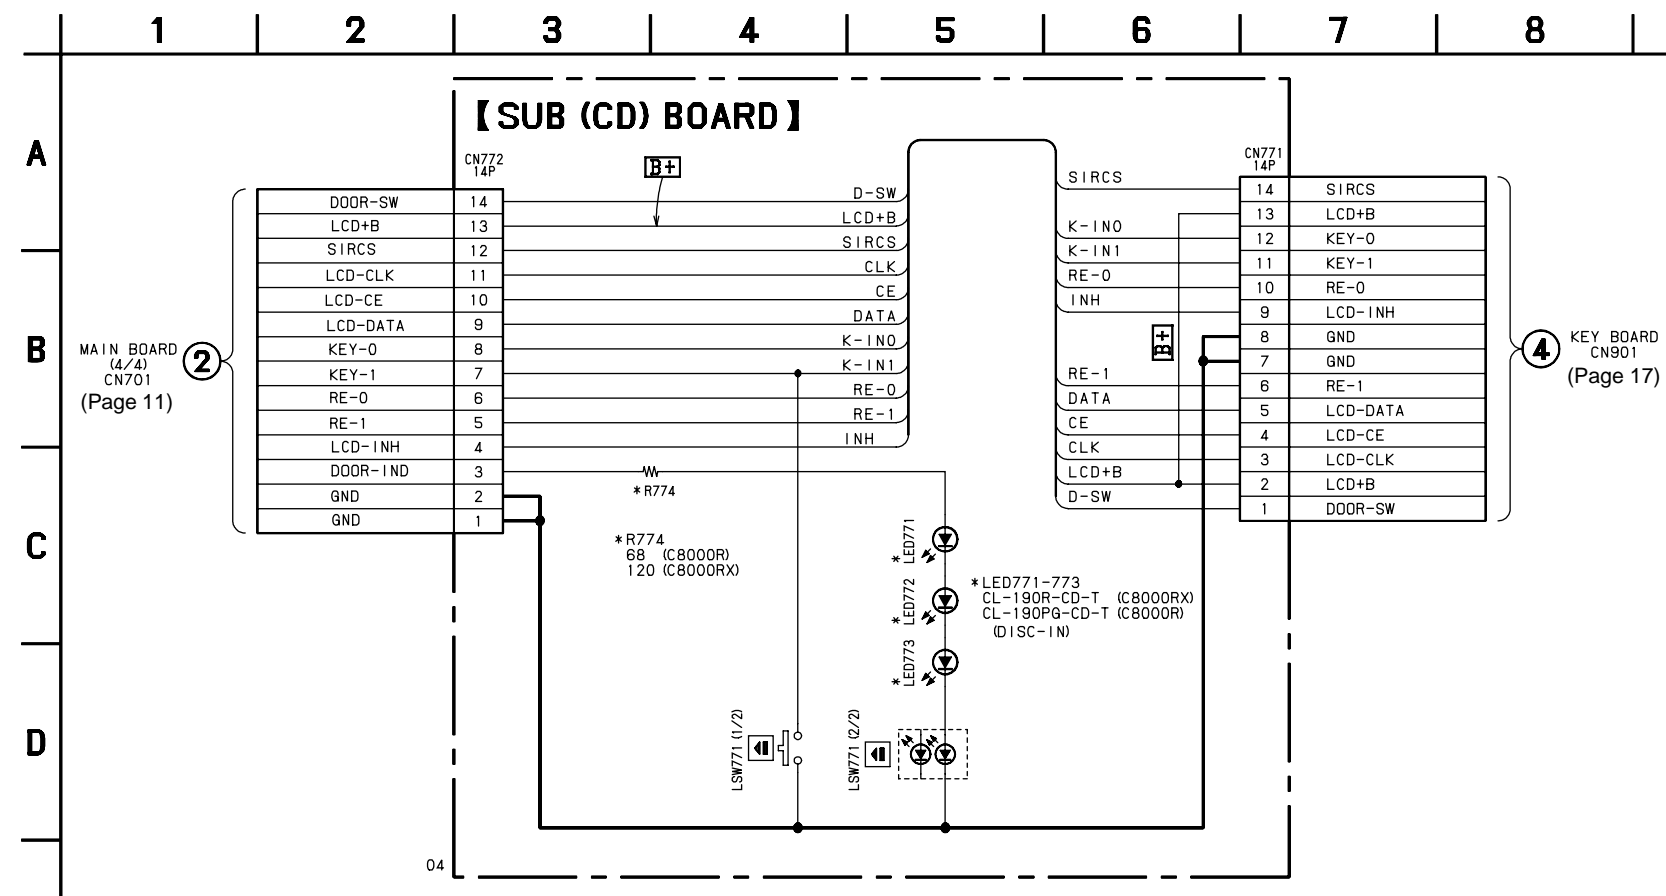 1 2 3 4 5 6 7 8
A
B
C
D
【SUB (CD) BOARD】
CN772
14P
B+
DOOR-SW 14 D-SW
LCD+B 13 LCD+B
SIRCS 12 SIRCS
LCD-CLK 11 CLK
LCD-CE 10 CE
LCD-DATA 9 DATA
KEY-0 8 K-IN0
KEY-1 7 K-IN1
RE-0 6 RE-0
RE-1 5 RE-1
LCD-INH 4 INH
DOOR-IND 3
GND 2
GND 1
MAIN BOARD
(4/4)
CN701
(Page 11)
2
*R774
*R774
68 (C8000R)
120 (C8000RX)
*LED771
*LED772
*LED773
*LED771-773
CL-190R-CD-T (C8000RX)
CL-190PG-CD-T (C8000R)
(DISC-IN)
LSW771 (1/2)
LSW771 (2/2)
CN771
14P
SIRCS 14 SIRCS
13 LCD+B
K-IN0 12 KEY-0
K-IN1 11 KEY-1
RE-0 10 RE-0
INH 9 LCD-INH
8 GND
7 GND
RE-1 6 RE-1
DATA 5 LCD-DATA
CE 4 LCD-CE
CLK 3 LCD-CLK
LCD+B 2 LCD+B
D-SW 1 DOOR-SW
B+
4
KEY BOARD
CN901
(Page 17)
04